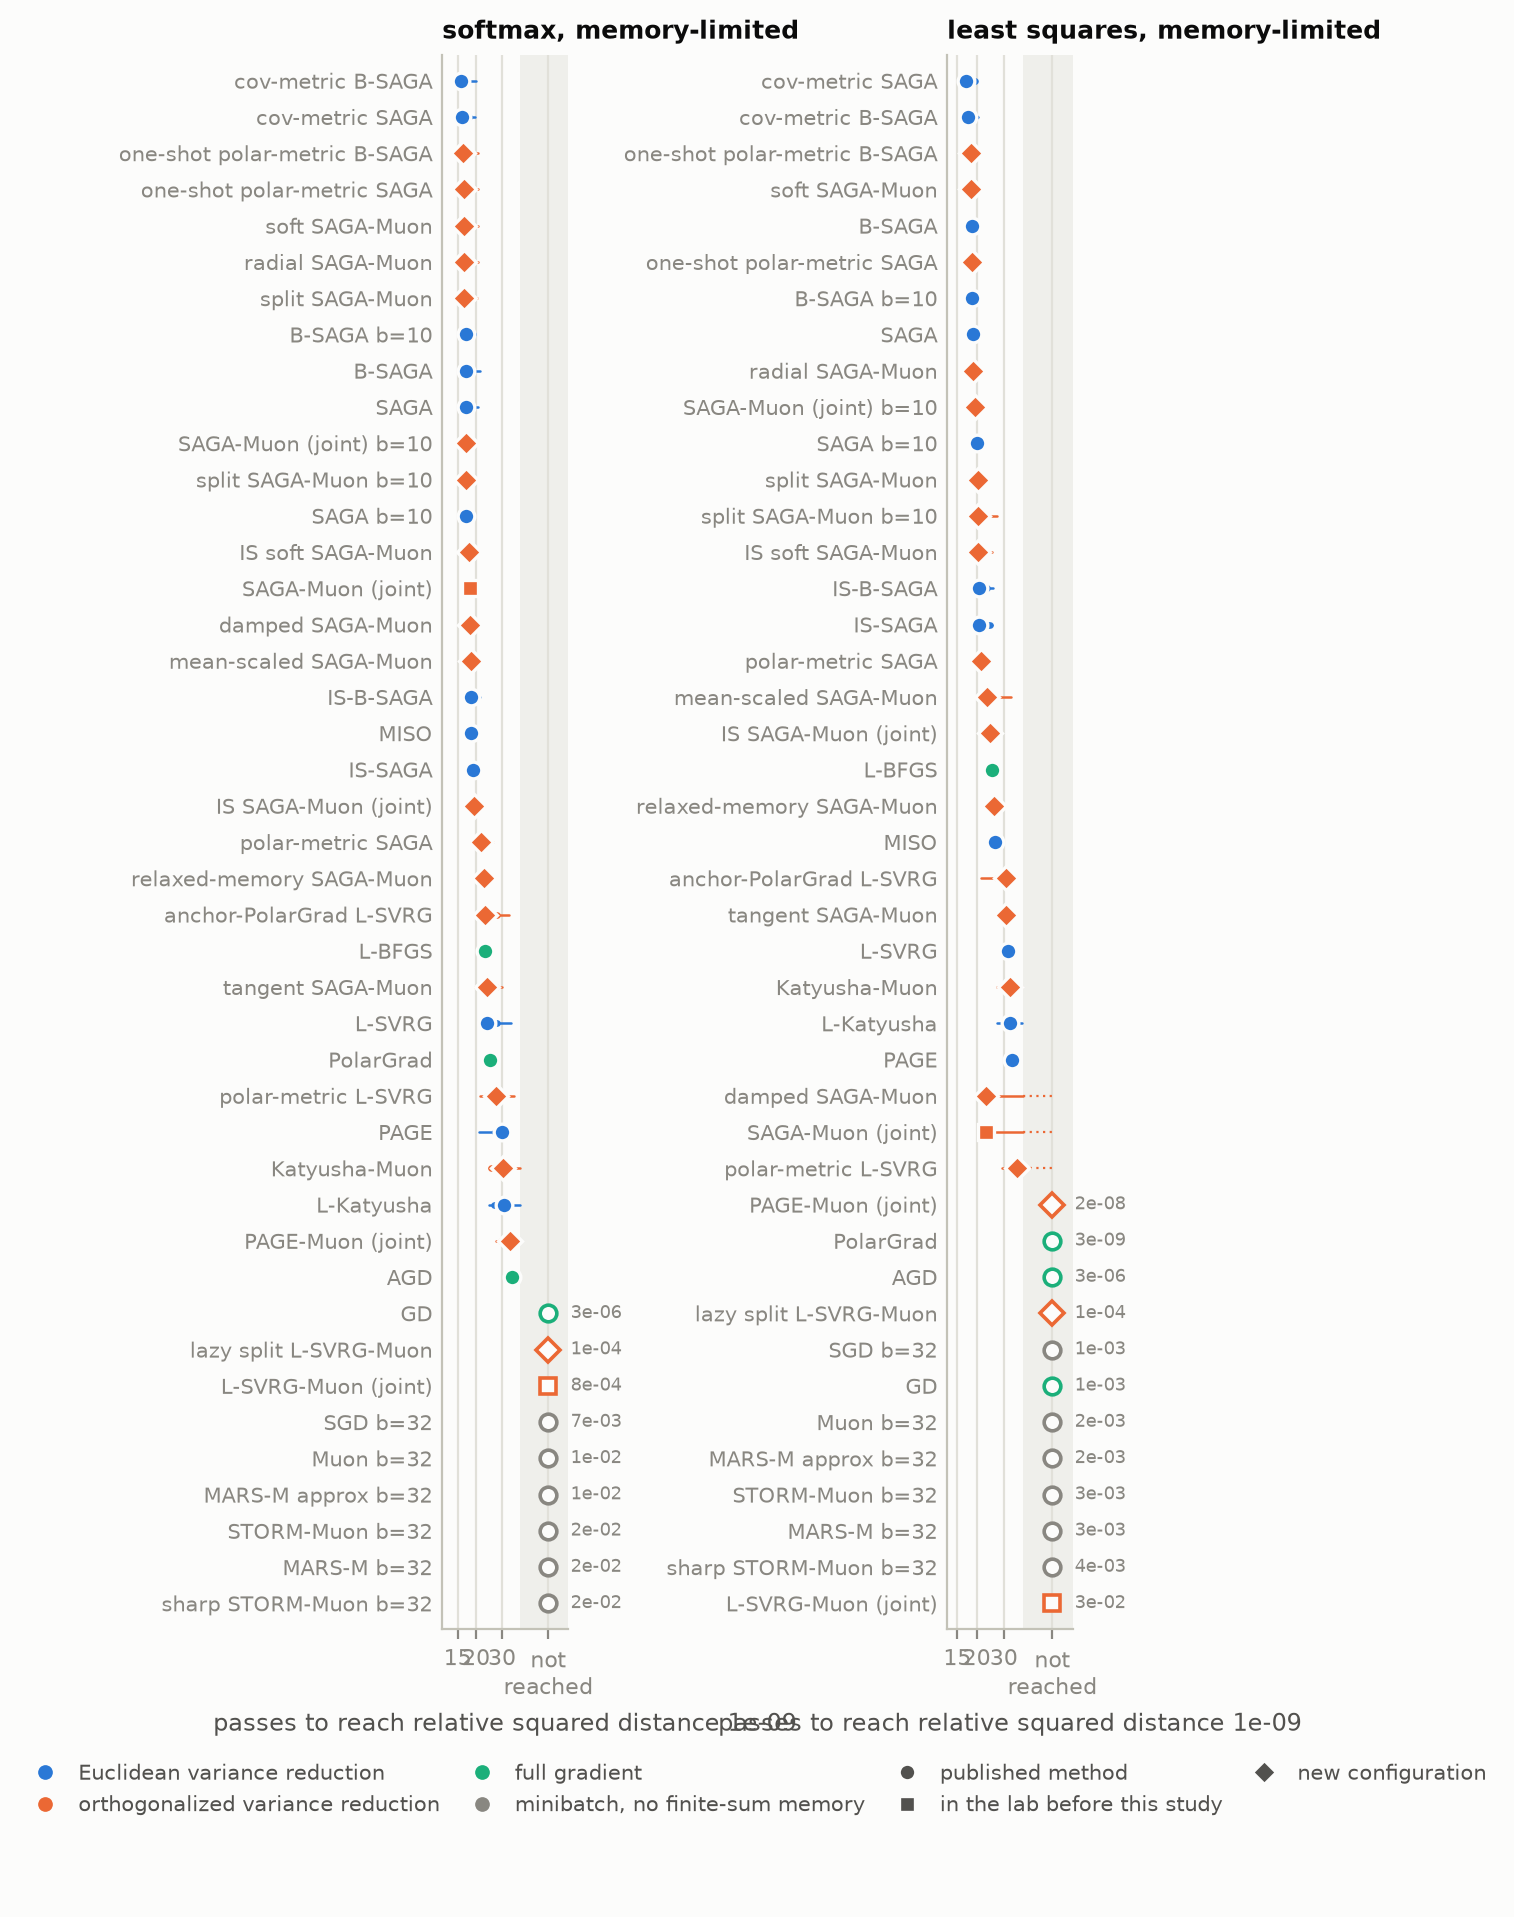 softmax, memory-limited
cov-metric B-SAGA
cov-metric SAGA
one-shot polar-metric B-SAGA
one-shot polar-metric SAGA
soft SAGA-Muon
radial SAGA-Muon
split SAGA-Muon
B-SAGA b=10
B-SAGA
SAGA
SAGA-Muon (joint) b=10
split SAGA-Muon b=10
SAGA b=10
IS soft SAGA-Muon
SAGA-Muon (joint)
damped SAGA-Muon
mean-scaled SAGA-Muon
IS-B-SAGA
MISO
IS-SAGA
IS SAGA-Muon (joint)
polar-metric SAGA
relaxed-memory SAGA-Muon
anchor-PolarGrad L-SVRG
L-BFGS
tangent SAGA-Muon
L-SVRG
PolarGrad
polar-metric L-SVRG
PAGE
Katyusha-Muon
L-Katyusha
PAGE-Muon (joint)
AGD
GD 3e-06
lazy split L-SVRG-Muon 1e-04
L-SVRG-Muon (joint) 8e-04
SGD b=32 7e-03
Muon b=32 1e-02
MARS-M approx b=32 1e-02
STORM-Muon b=32 2e-02
MARS-M b=32 2e-02
sharp STORM-Muon b=32 2e-02
15 20 30 not
reached
passes to reach relative squared distance 1e-09
least squares, memory-limited
cov-metric SAGA
cov-metric B-SAGA
one-shot polar-metric B-SAGA
soft SAGA-Muon
B-SAGA
one-shot polar-metric SAGA
B-SAGA b=10
SAGA
radial SAGA-Muon
SAGA-Muon (joint) b=10
SAGA b=10
split SAGA-Muon
split SAGA-Muon b=10
IS soft SAGA-Muon
IS-B-SAGA
IS-SAGA
polar-metric SAGA
mean-scaled SAGA-Muon
IS SAGA-Muon (joint)
L-BFGS
relaxed-memory SAGA-Muon
MISO
anchor-PolarGrad L-SVRG
tangent SAGA-Muon
L-SVRG
Katyusha-Muon
L-Katyusha
PAGE
damped SAGA-Muon
SAGA-Muon (joint)
polar-metric L-SVRG
PAGE-Muon (joint) 2e-08
PolarGrad 3e-09
AGD 3e-06
lazy split L-SVRG-Muon 1e-04
SGD b=32 1e-03
GD 1e-03
Muon b=32 2e-03
MARS-M approx b=32 2e-03
STORM-Muon b=32 3e-03
MARS-M b=32 3e-03
sharp STORM-Muon b=32 4e-03
L-SVRG-Muon (joint) 3e-02
15 20 30 not
reached
passes to reach relative squared distance 1e-09
Euclidean variance reduction
orthogonalized variance reduction
full gradient
minibatch, no finite-sum memory
published method
in the lab before this study
new configuration